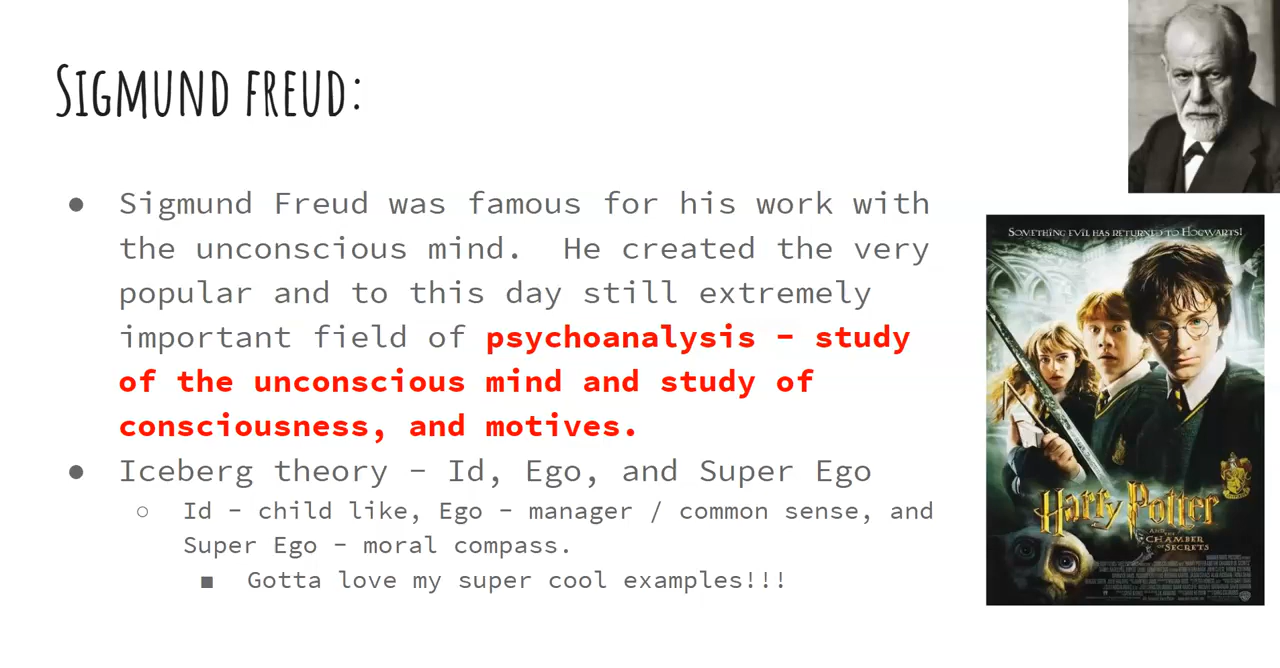 Sigmund Freud:
Sigmund Freud was famous for his work with
the unconscious mind.  He created the very
popular and to this day still extremely
important field of psychoanalysis - study
of the unconscious mind and study of
consciousness, and motives.
Iceberg theory - Id, Ego, and Super Ego
Id - child like, Ego - manager / common sense, and
Super Ego - moral compass.
Gotta love my super cool examples!!!
SOMETHING EVIL HAS RETURNED TO HOGWARTS!
Harry Potter
AND THE
CHAMBER
OF SECRETS